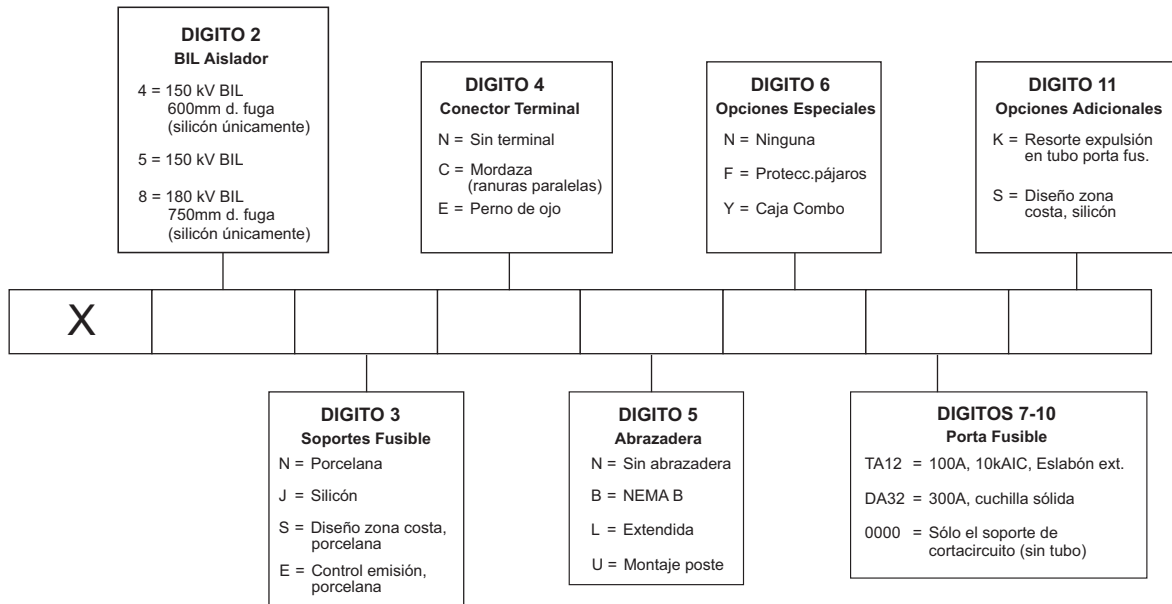 DIGITO 2
BIL Aislador
4 = 150 kV BIL
600mm d. fuga
(silicón únicamente)
5 = 150 kV BIL
8 = 180 kV BIL
750mm d. fuga
(silicón únicamente)
DIGITO 4
Conector Terminal
N = Sin terminal
C = Mordaza
(ranuras paralelas)
E = Perno de ojo
DIGITO 6
Opciones Especiales
N = Ninguna
F = Protecc.pájaros
Y = Caja Combo
DIGITO 11
Opciones Adicionales
K = Resorte expulsión
en tubo porta fus.
S = Diseño zona
costa, silicón
X
DIGITO 3
Soportes Fusible
N = Porcelana
J = Silicón
S = Diseño zona costa,
porcelana
E = Control emisión,
porcelana
DIGITO 5
Abrazadera
N = Sin abrazadera
B = NEMA B
L = Extendida
U = Montaje poste
DIGITOS 7-10
Porta Fusible
TA12 = 100A, 10kAIC, Eslabón ext.
DA32 = 300A, cuchilla sólida
0000 = Sólo el soporte de
cortacircuito (sin tubo)